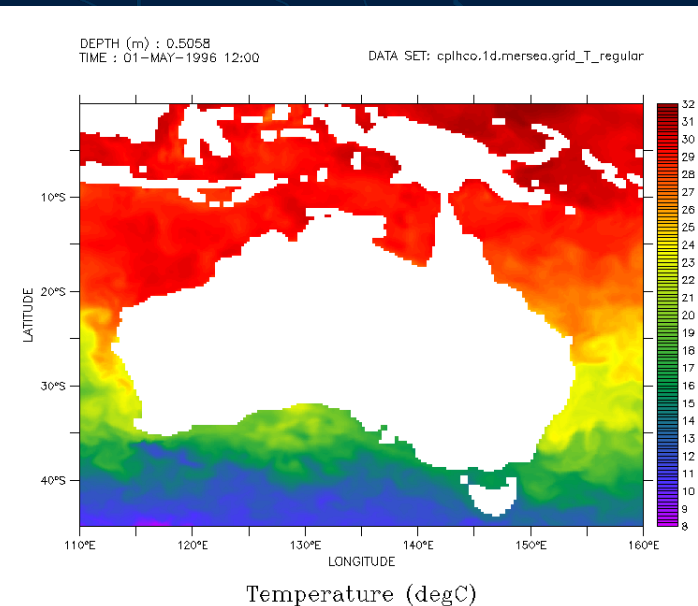 DEPTH (m) : 0.5058
TIME : 01-MAY-1996 12:00
DATA SET: cplhco.1d.mersea.grid_T_regular
32
31
30
29
28
27
26
25
24
23
22
21
20
19
18
17
16
15
14
13
12
11
10
9
8
10°S
20°S
30°S
40°S
LATITUDE
110°E 120°E 130°E 140°E 150°E 160°E
LONGITUDE
Temperature (degC)